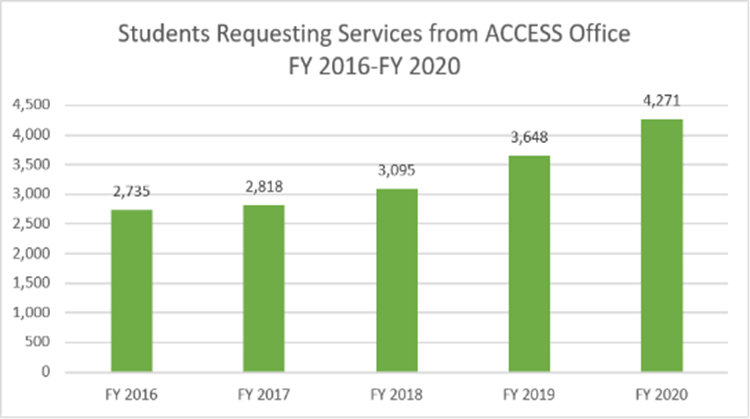 Students Requesting Services from ACCESS Office
FY 2016-FY 2020
4,500
4,000
3,500
3,000
2,500
2,000
1,500
1,000
500
0
2,735
2,818
3,095
3,648
4,271
FY 2016
FY 2017
FY 2018
FY 2019
FY 2020